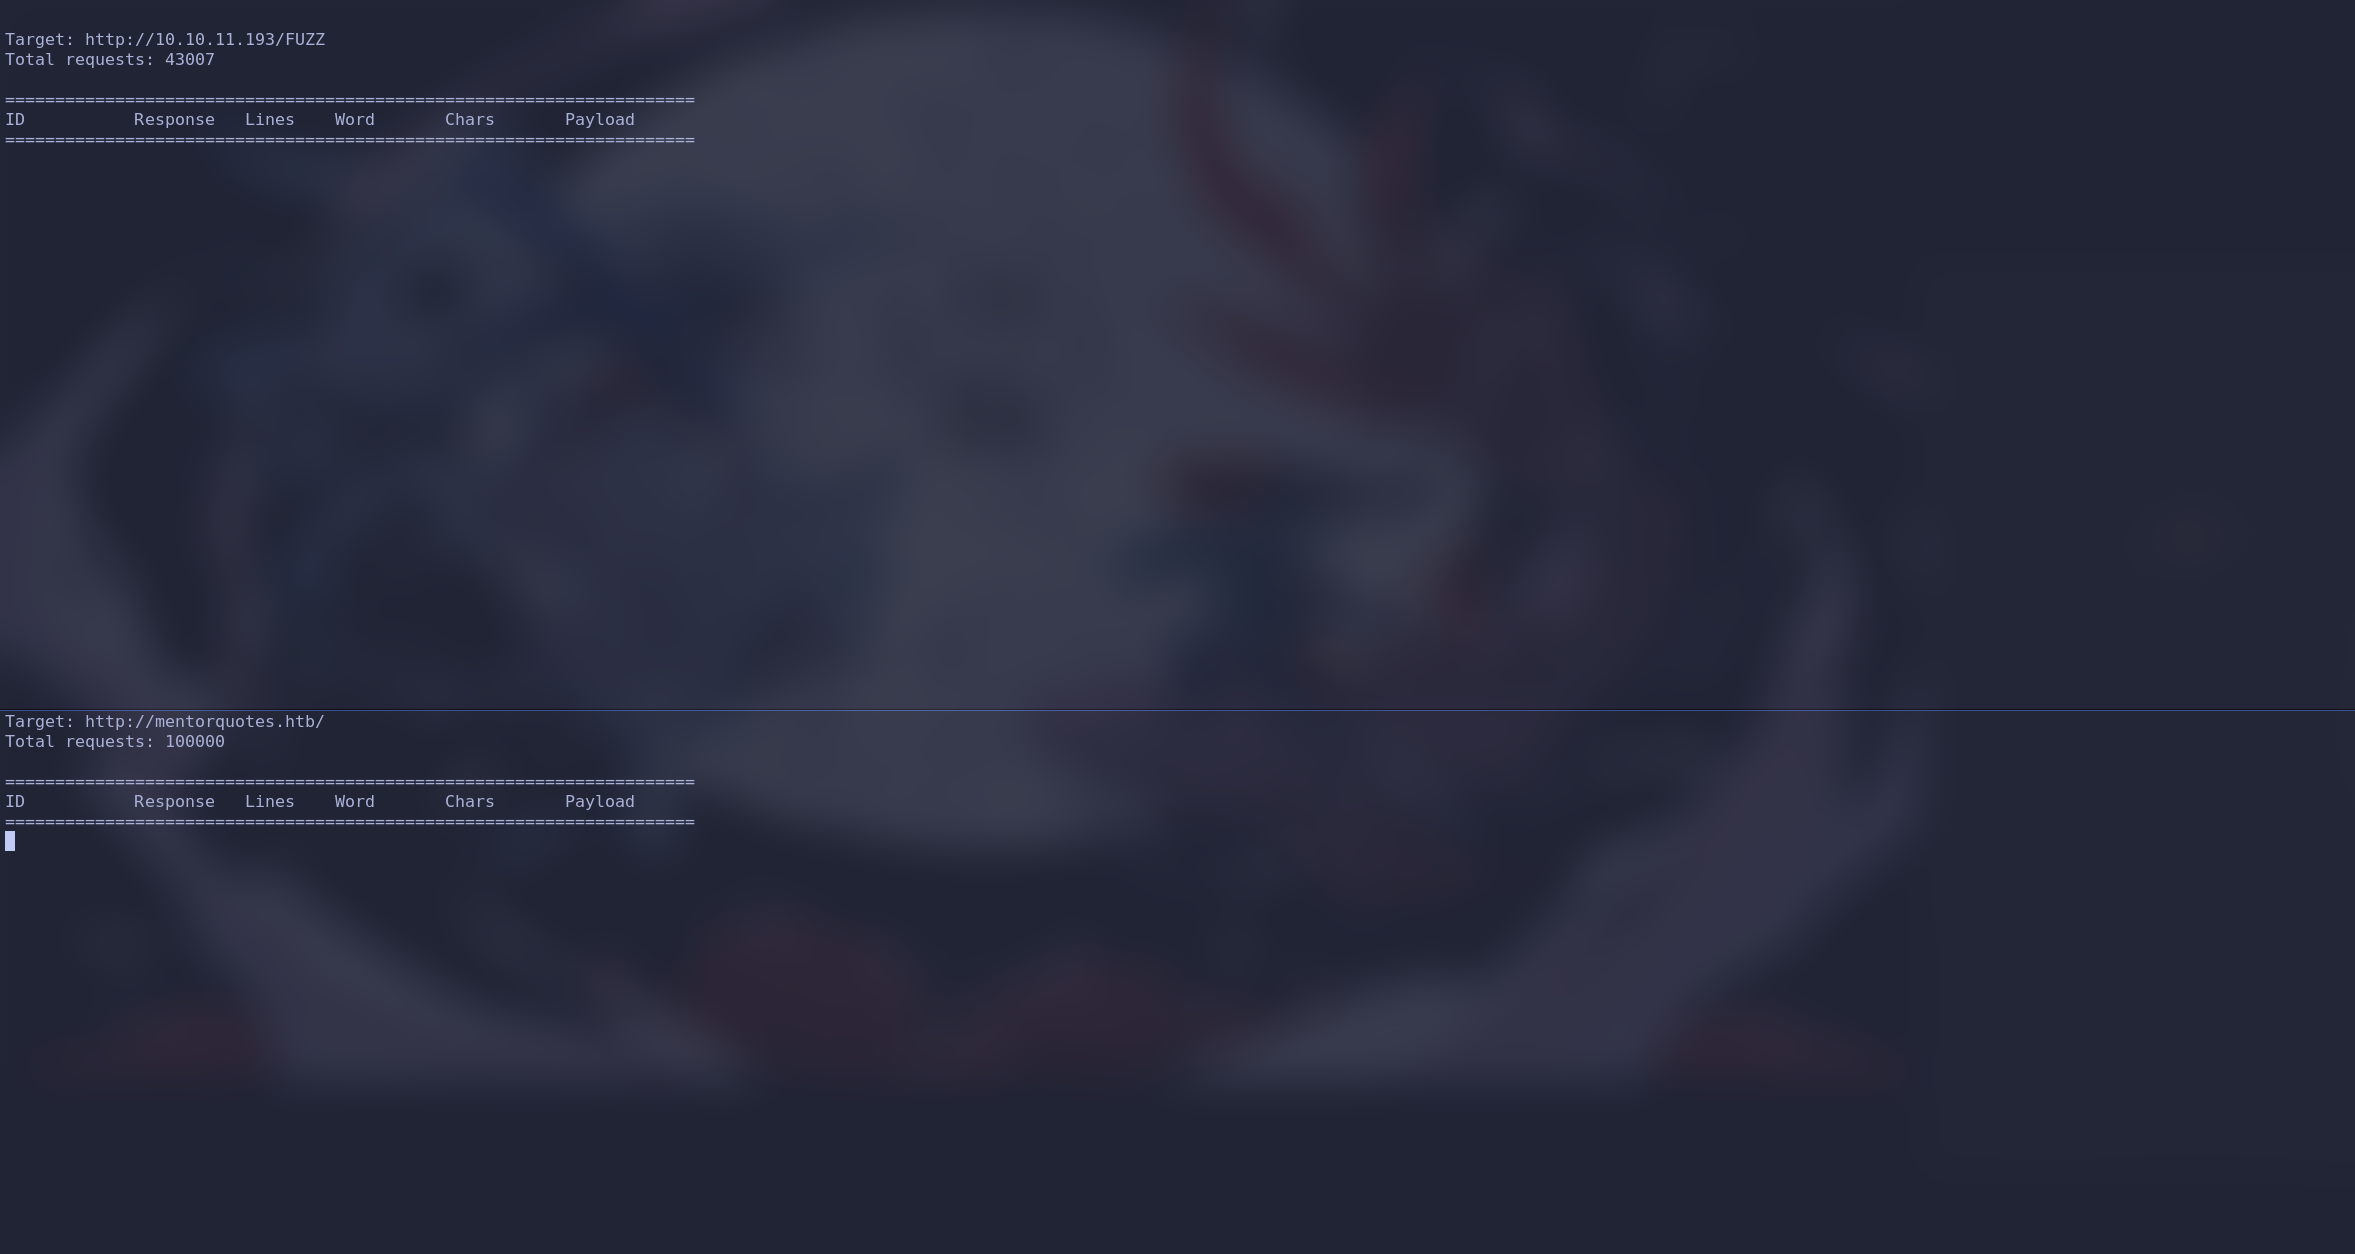 Target: http://10.10.11.193/FUZZ
Total requests: 43007
=====================================================================
ID           Response   Lines    Word       Chars       Payload
=====================================================================
Target: http://mentorquotes.htb/
Total requests: 100000
=====================================================================
ID           Response   Lines    Word       Chars       Payload
=====================================================================